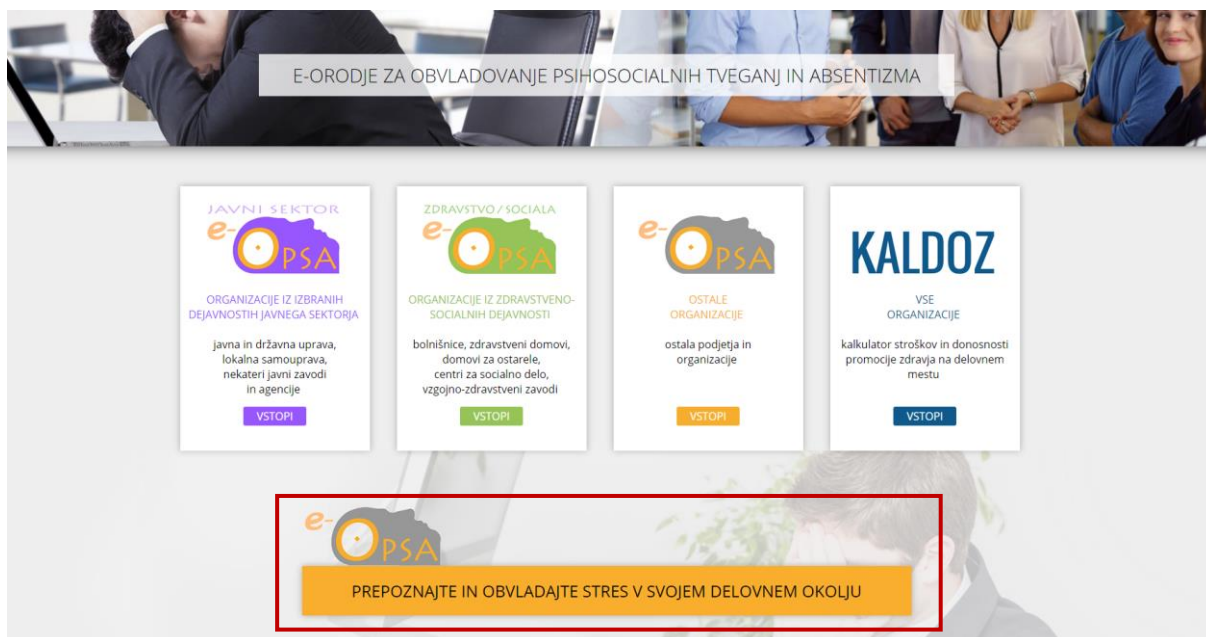 E-ORODJE ZA OBVLADOVANJE PSIHOSOCIALNIH TVEGANJ IN ABSENTIZMA
JAVNI SEKTOR
e-OPSA
ORGANIZACIJE IZ IZBRANIH
DEJAVNOSTIH JAVNEGA SEKTORJA
javna in državna uprava,
lokalna samouprava,
nekateri javni zavodi
in agencije
VSTOPI
ZDRAVSTVO/SOCIALA
e-OPSA
ORGANIZACIJE IZ ZDRAVSTVENO-
SOCIALNIH DEJAVNOSTI
bolnišnice, zdravstveni domovi,
domovi za ostarele,
centri za socialno delo,
vzgojno-zdravstveni zavodi
VSTOPI
e-OPSA
OSTALE
ORGANIZACIJE
ostala podjetja in
organizacije
VSTOPI
KALDOZ
VSE
ORGANIZACIJE
kalkulator stroškov in donosnosti
promocije zdravja na delovnem
mestu
VSTOPI
e-OPSA
PREPOZNAJTE IN OBVLADAJTE STRES V SVOJEM DELOVNEM OKOLJU